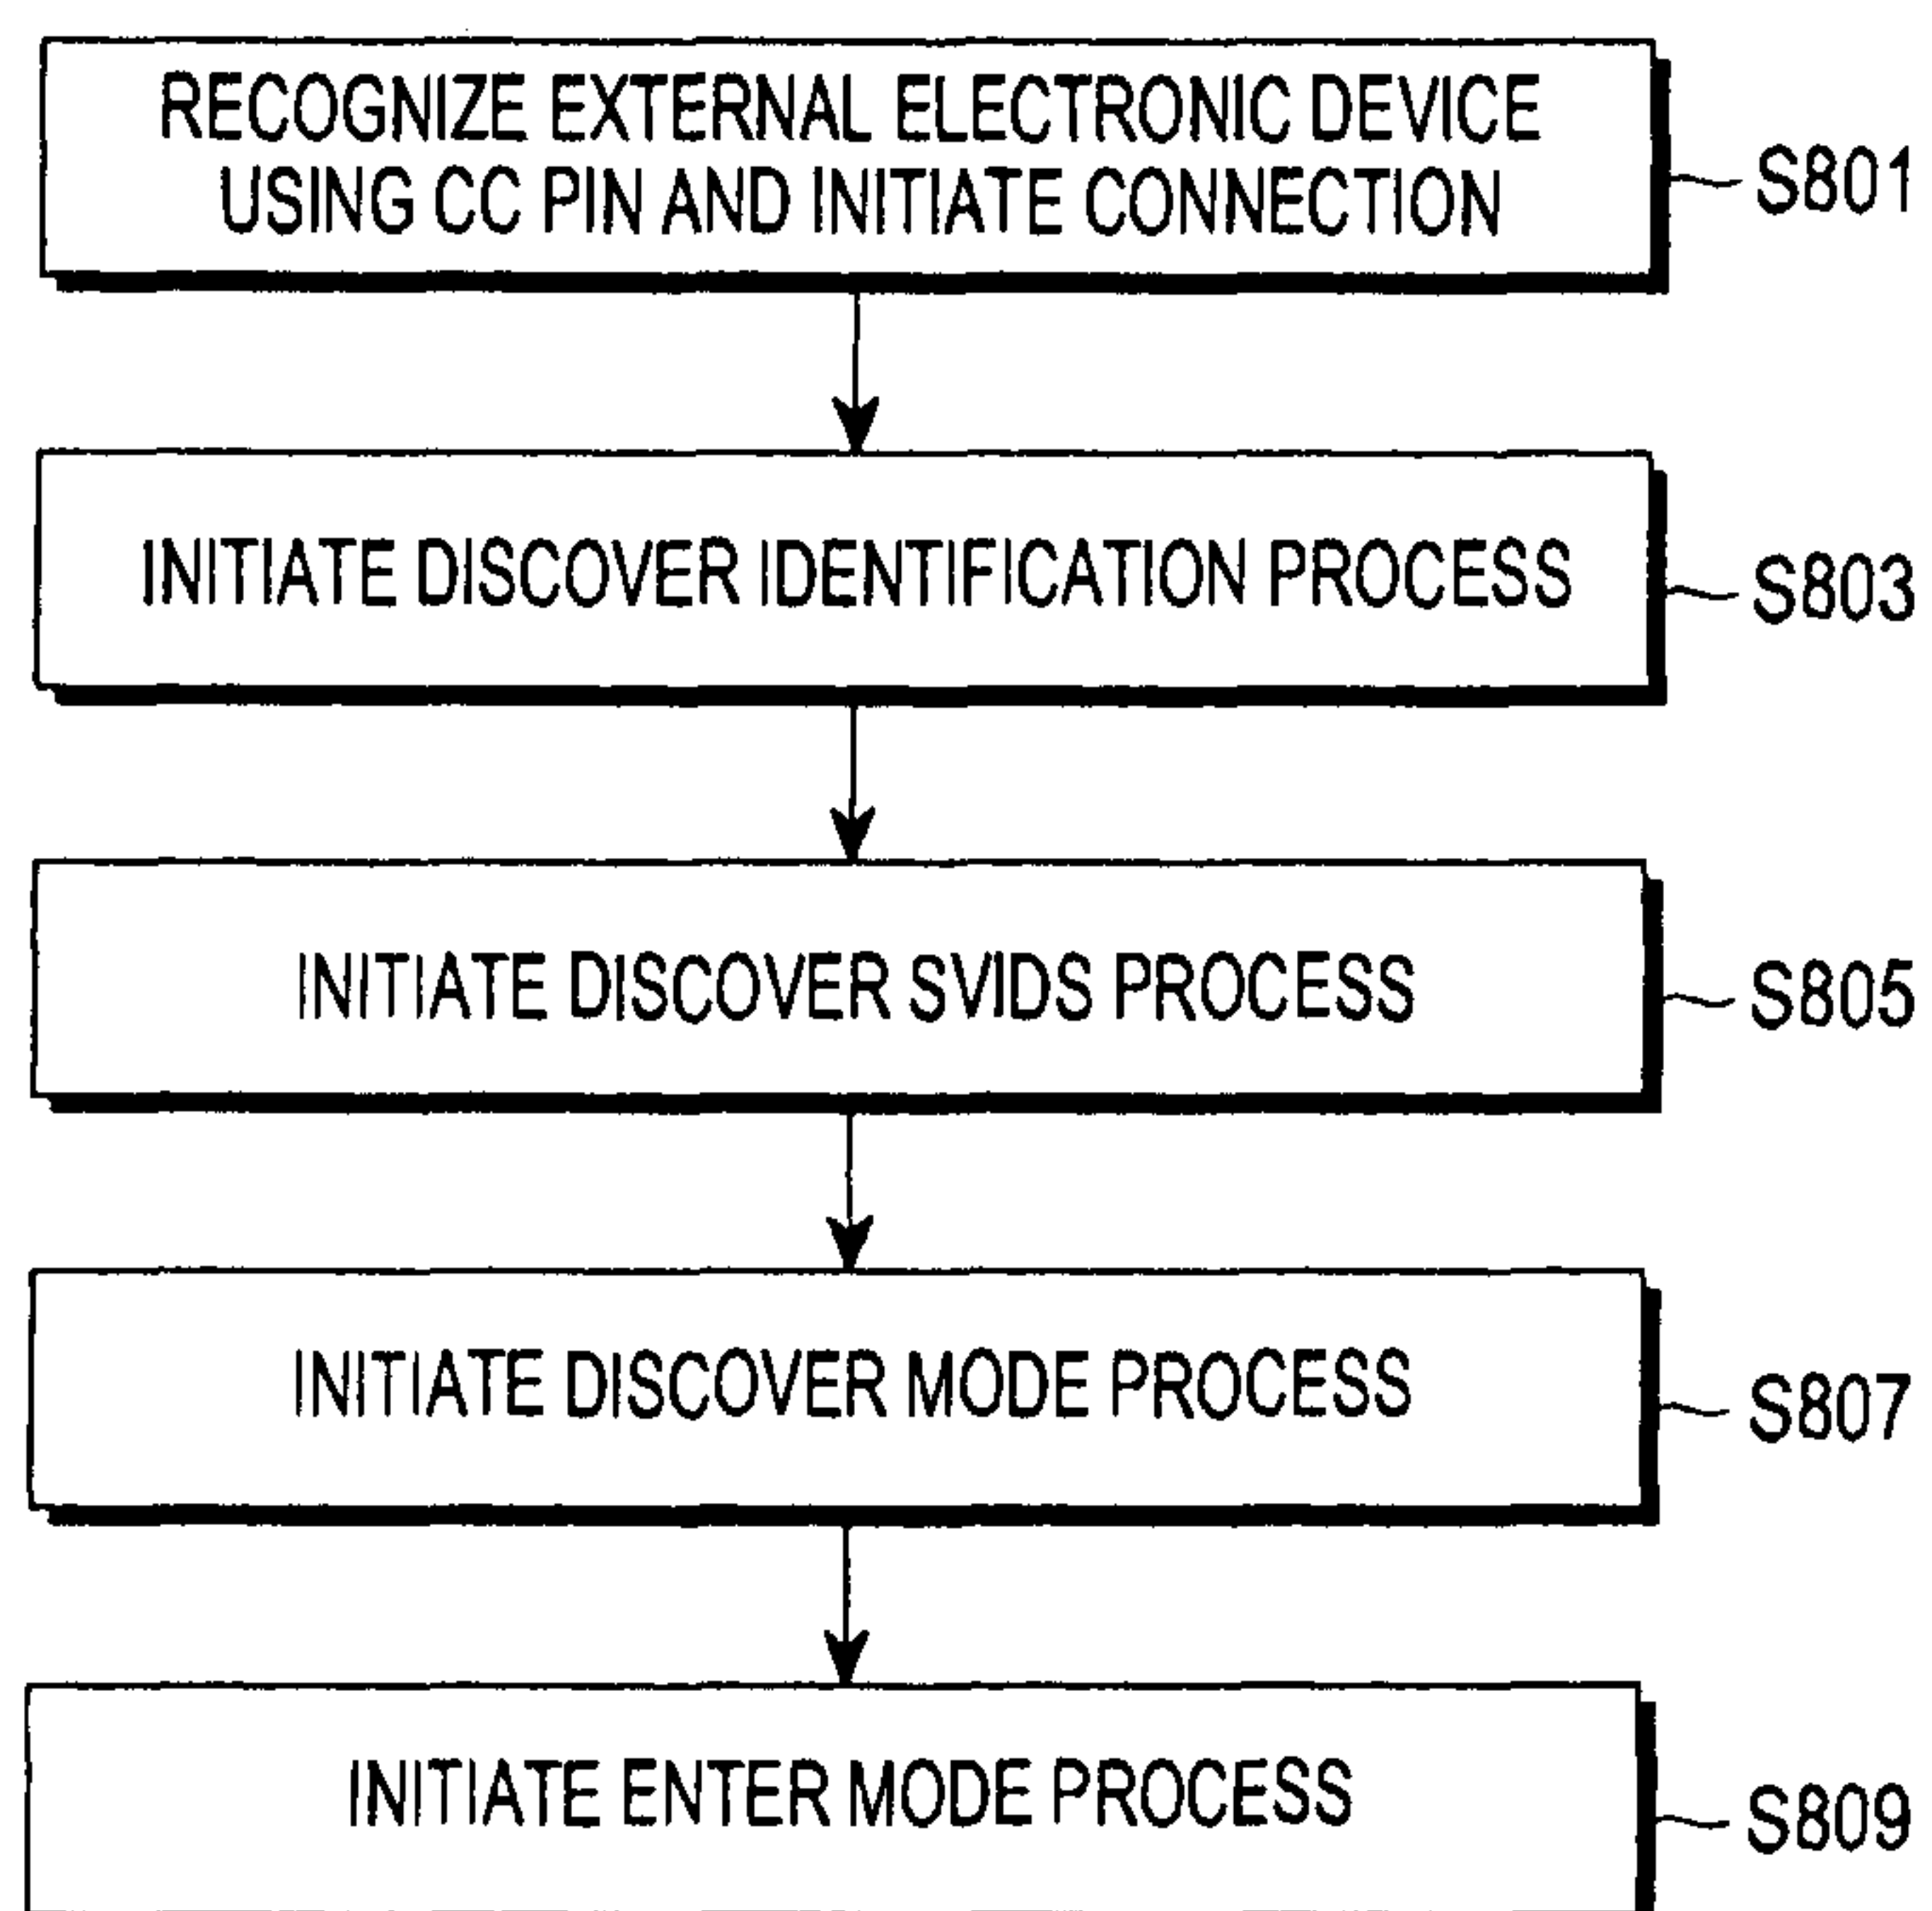 RECOGNIZE EXTERNAL ELECTRONIC DEVICE
USING CC PIN AND INITIATE CONNECTION
S801
INITIATE DISCOVER IDENTIFICATION PROCESS
S803
INITIATE DISCOVER SVIDS PROCESS
S805
INITIATE DISCOVER MODE PROCESS
S807
INITIATE ENTER MODE PROCESS
S809